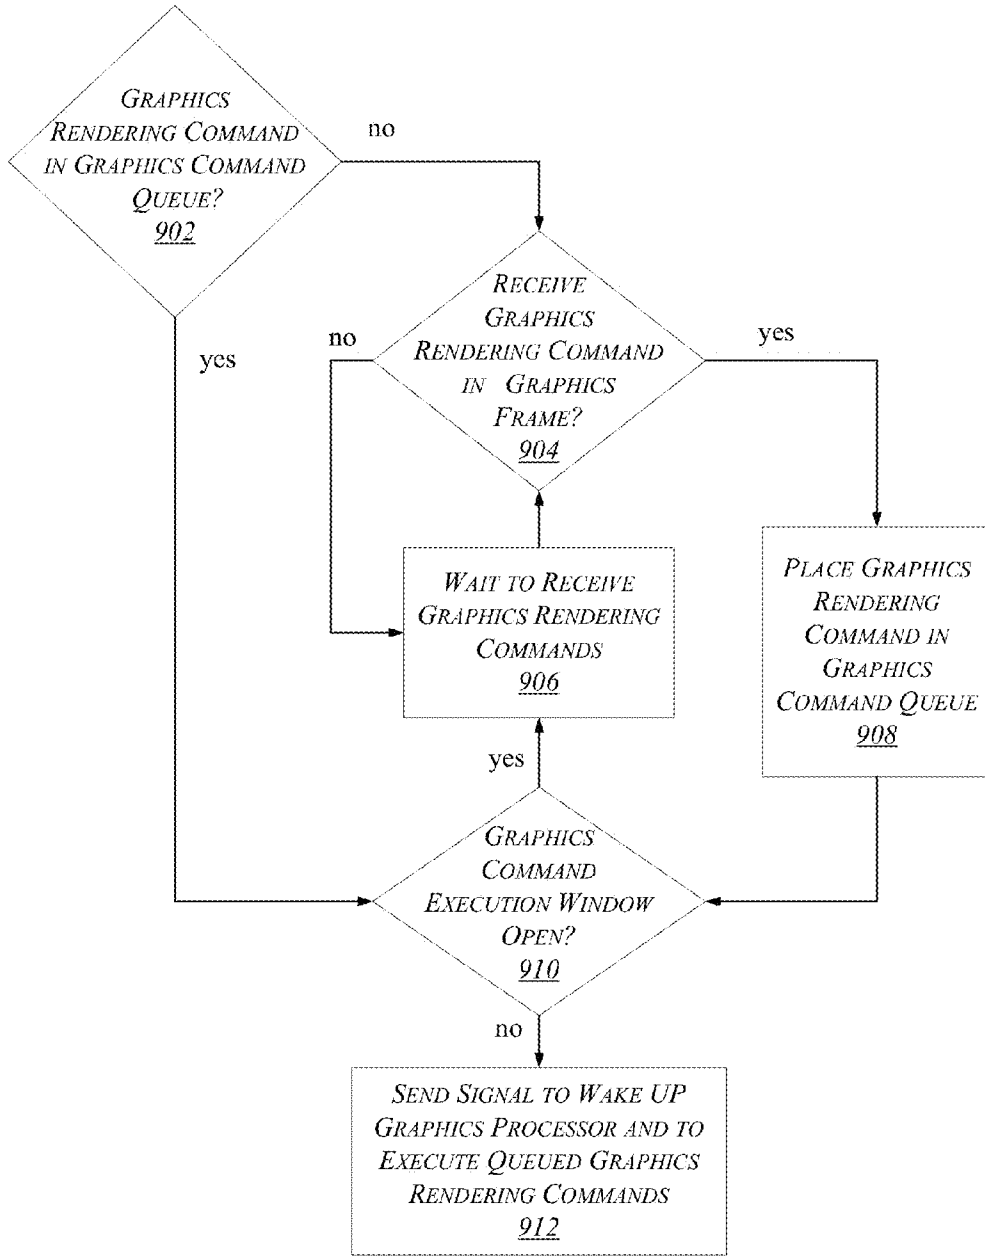 GRAPHICS
RENDERING COMMAND
IN GRAPHICS COMMAND
QUEUE?
902
no
yes
RECEIVE
GRAPHICS
RENDERING COMMAND
IN GRAPHICS
FRAME?
904
no
yes
WAIT TO RECEIVE
GRAPHICS RENDERING
COMMANDS
906
PLACE GRAPHICS
RENDERING
COMMAND IN
GRAPHICS
COMMAND QUEUE
908
yes
GRAPHICS
COMMAND
EXECUTION WINDOW
OPEN?
910
no
SEND SIGNAL TO WAKE UP
GRAPHICS PROCESSOR AND TO
EXECUTE QUEUED GRAPHICS
RENDERING COMMANDS
912